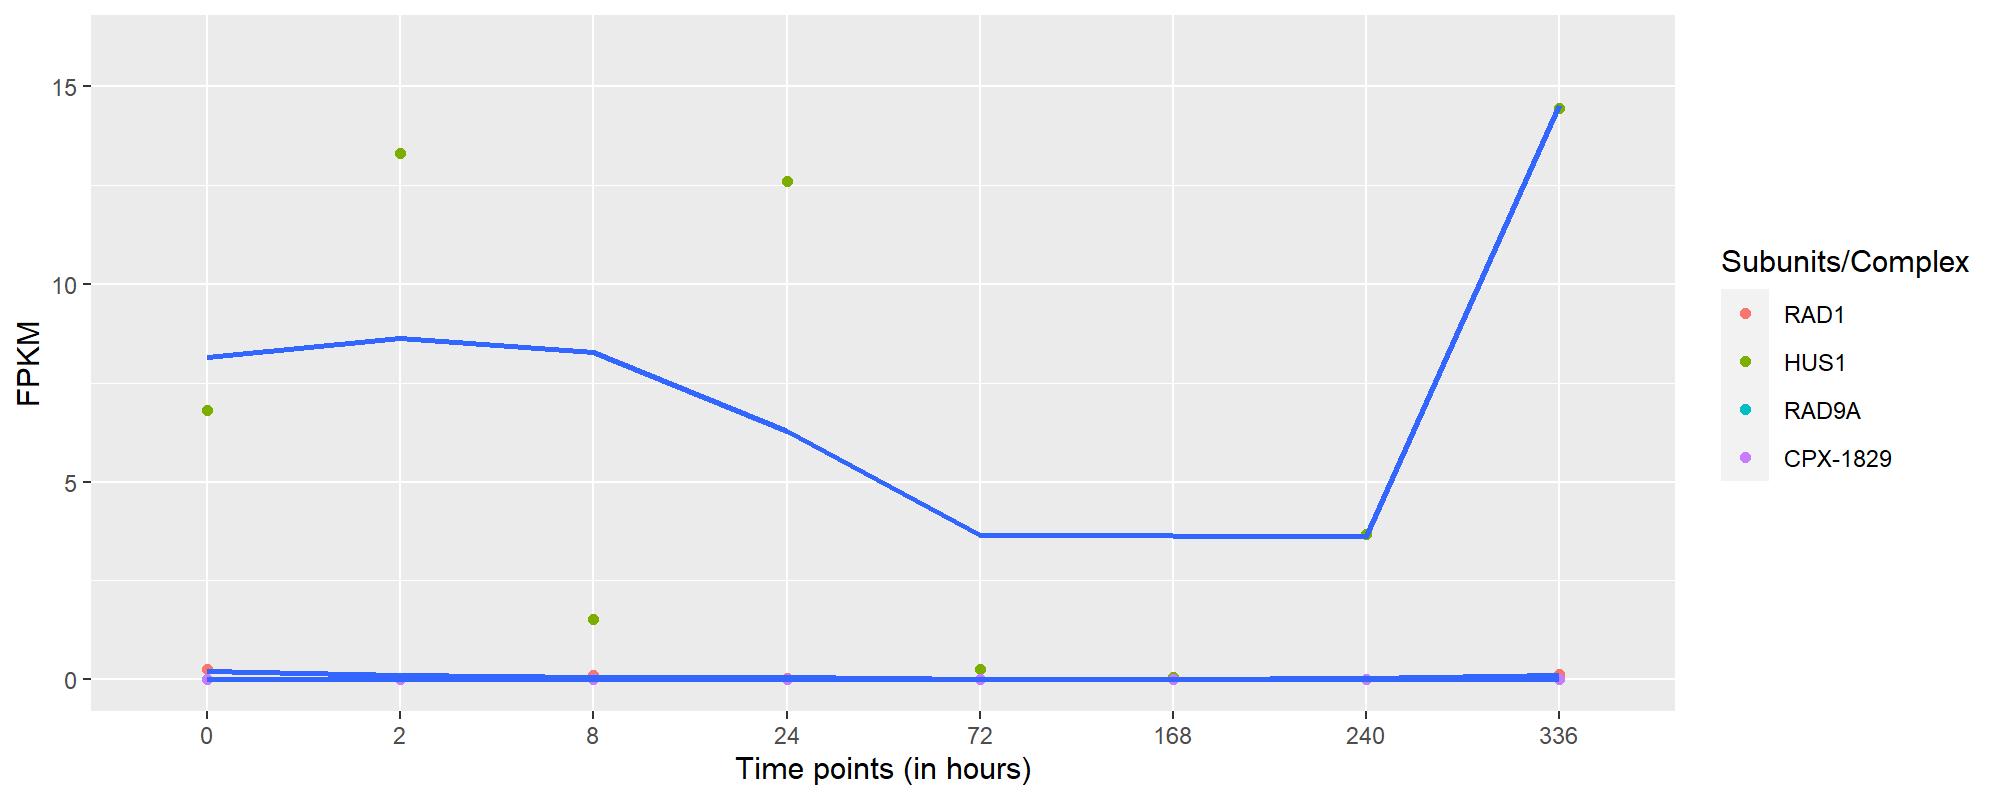 15
10
5
0
FPKM
0 2 8 24 72 168 240 336
Time points (in hours)
Subunits/Complex
RAD1
HUS1
RAD9A
CPX-1829